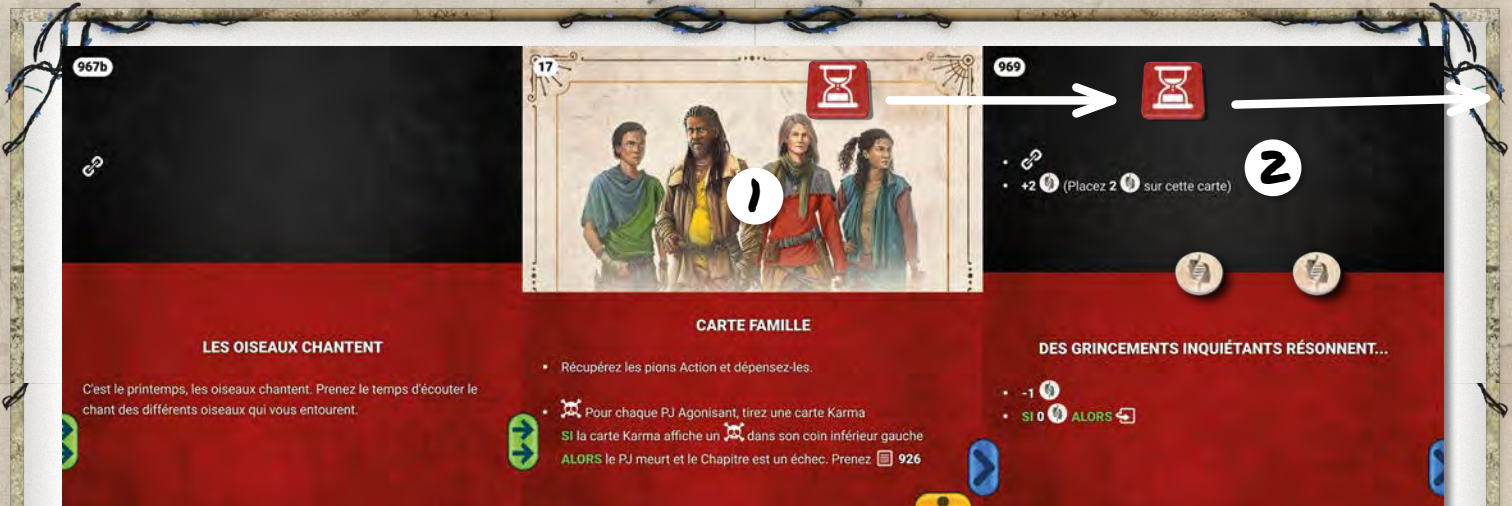 967b
LES OISEAUX CHANTENT
C'est le printemps, les oiseaux chantent. Prenez le temps d'écouter le
chant des différents oiseaux qui vous entourent.
17
1
CARTE FAMILLE
• Récupérez les pions Action et dépensez-les.
• Pour chaque PJ Agonisant, tirez une carte Karma
SI la carte Karma affiche un dans son coin inférieur gauche
ALORS le PJ meurt et le Chapitre est un échec. Prenez 926
969
• +2 (Placez 2 sur cette carte)
2
DES GRINCEMENTS INQUIÉTANTS RÉSONNENT...
• -1
• SI 0 ALORS